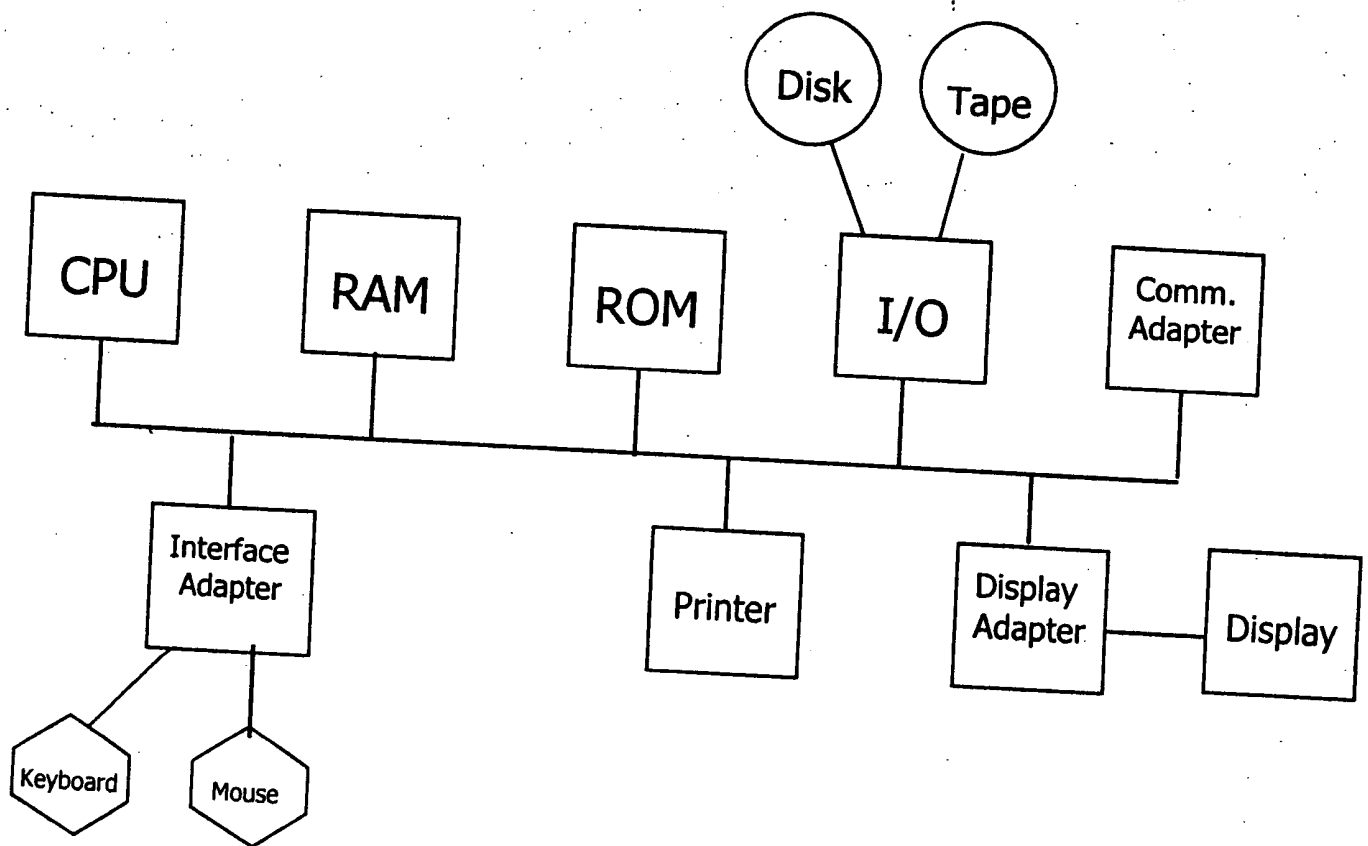 Disk
Tape
CPU
RAM
ROM
I/O
Comm.
Adapter
Interface
Adapter
Printer
Display
Adapter
Display
Keyboard
Mouse